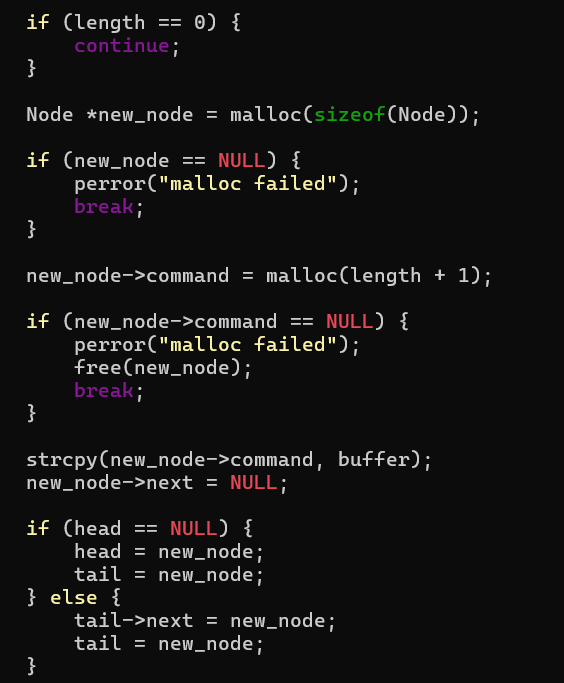 if (length == 0) {
    continue;
}

Node *new_node = malloc(sizeof(Node));

if (new_node == NULL) {
    perror("malloc failed");
    break;
}

new_node->command = malloc(length + 1);

if (new_node->command == NULL) {
    perror("malloc failed");
    free(new_node);
    break;
}

strcpy(new_node->command, buffer);
new_node->next = NULL;

if (head == NULL) {
    head = new_node;
    tail = new_node;
} else {
    tail->next = new_node;
    tail = new_node;
}